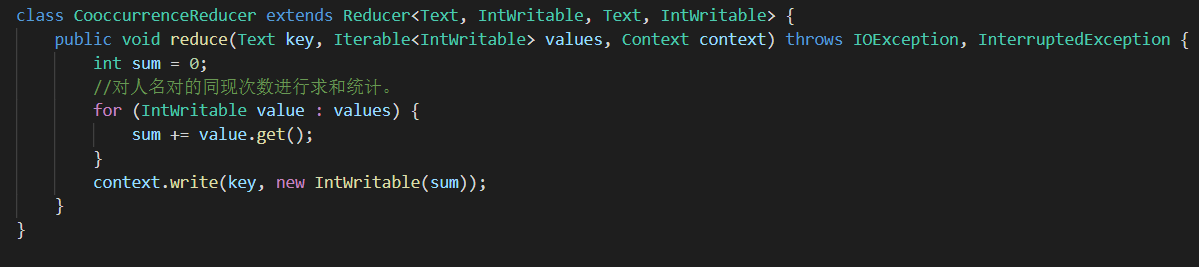 class CooccurrenceReducer extends Reducer<Text, IntWritable, Text, IntWritable> {
    public void reduce(Text key, Iterable<IntWritable> values, Context context) throws IOException, InterruptedException {
        int sum = 0;
        //对人名对的同现次数进行求和统计。
        for (IntWritable value : values) {
            sum += value.get();
        }
        context.write(key, new IntWritable(sum));
    }
}